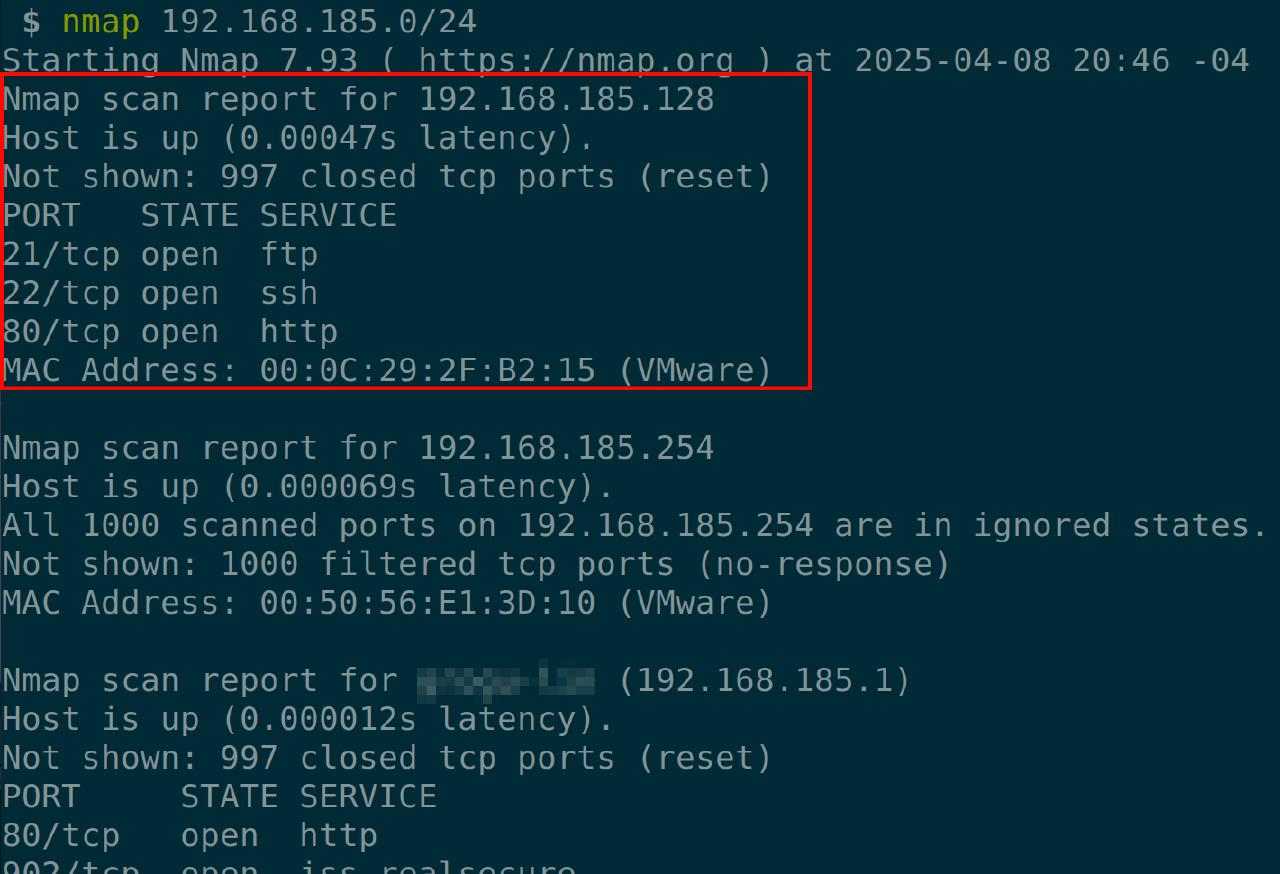 $ nmap 192.168.185.0/24
Starting Nmap 7.93 ( https://nmap.org ) at 2025-04-08 20:46 -04
Nmap scan report for 192.168.185.128
Host is up (0.00047s latency).
Not shown: 997 closed tcp ports (reset)
PORT   STATE SERVICE
21/tcp open  ftp
22/tcp open  ssh
80/tcp open  http
MAC Address: 00:0C:29:2F:B2:15 (VMware)
Nmap scan report for 192.168.185.254
Host is up (0.000069s latency).
All 1000 scanned ports on 192.168.185.254 are in ignored states.
Not shown: 1000 filtered tcp ports (no-response)
MAC Address: 00:50:56:E1:3D:10 (VMware)
Nmap scan report for (192.168.185.1)
Host is up (0.000012s latency).
Not shown: 997 closed tcp ports (reset)
PORT     STATE SERVICE
80/tcp   open  http
902/tcp  open  iss-realsecure